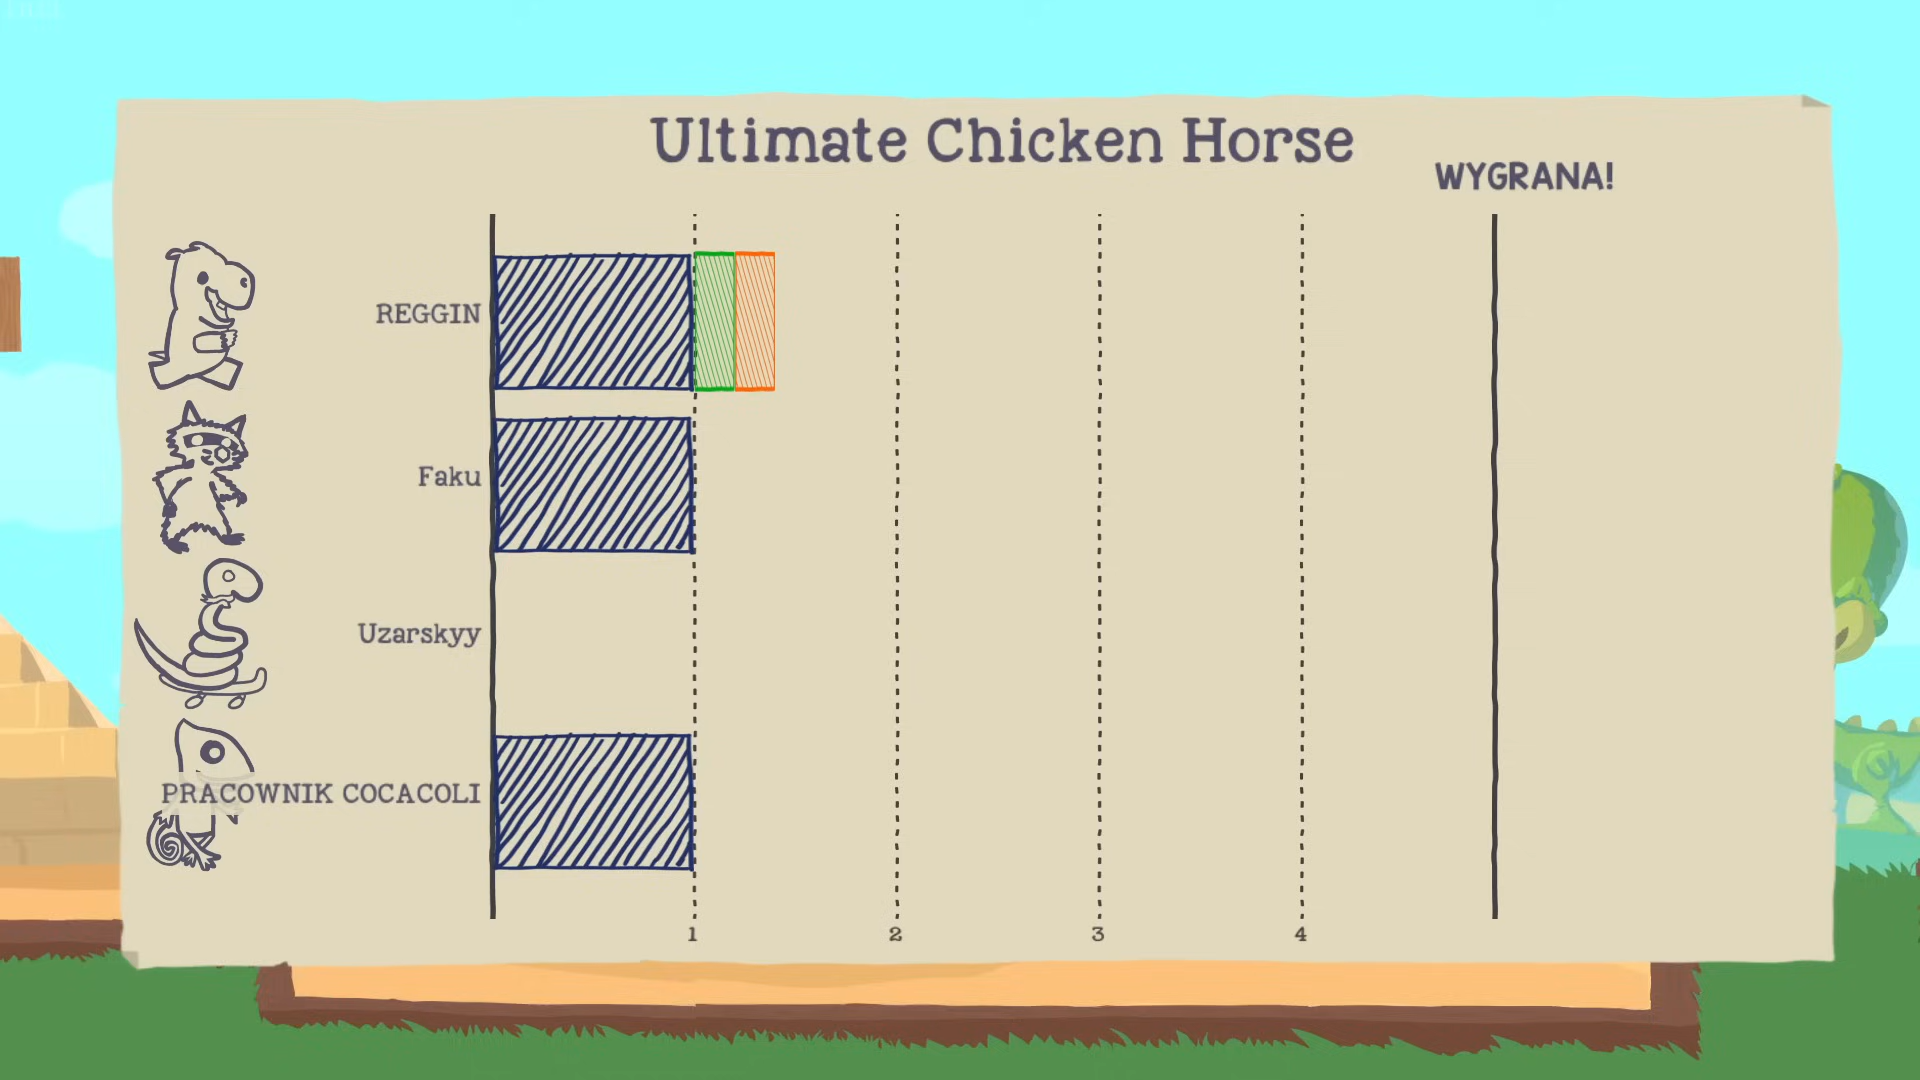 Ultimate Chicken Horse
WYGRANA!
REGGIN
Faku
Uzarskyy
PRACOWNIK COCACOLI
1 2 3 4